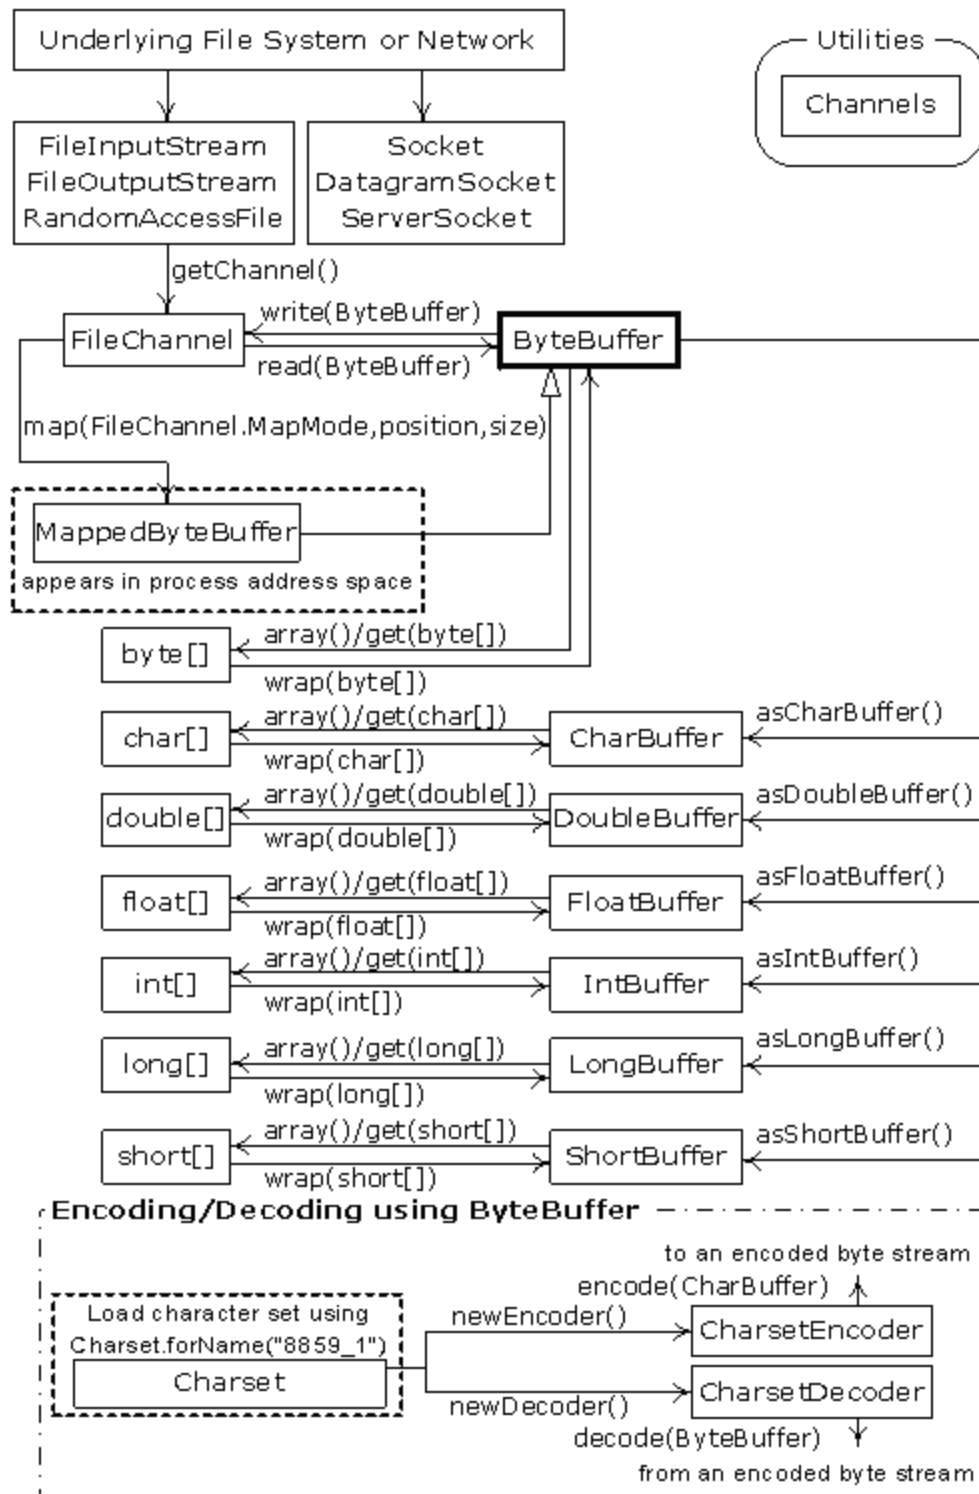 Underlying File System or Network
Utilities
Channels
FileInputStream
FileOutputStream
RandomAccessFile
Socket
DatagramSocket
ServerSocket
getChannel()
write(ByteBuffer)
FileChannel
ByteBuffer
read(ByteBuffer)
map(FileChannel.MapMode,position,size)
MappedByteBuffer
appears in process address space
array()/get(byte[])
byte[]
wrap(byte[])
array()/get(char[])
asCharBuffer()
char[]
CharBuffer
wrap(char[])
array()/get(double[])
asDoubleBuffer()
double[]
DoubleBuffer
wrap(double[])
array()/get(float[])
asFloatBuffer()
float[]
FloatBuffer
wrap(float[])
array()/get(int[])
asIntBuffer()
int[]
IntBuffer
wrap(int[])
array()/get(long[])
asLongBuffer()
long[]
LongBuffer
wrap(long[])
array()/get(short[])
asShortBuffer()
short[]
ShortBuffer
wrap(short[])
Encoding/Decoding using ByteBuffer
to an encoded byte stream
encode(CharBuffer)
Load character set using
Charset.forName("8859_1")
Charset
newEncoder()
CharsetEncoder
newDecoder()
CharsetDecoder
decode(ByteBuffer)
from an encoded byte stream